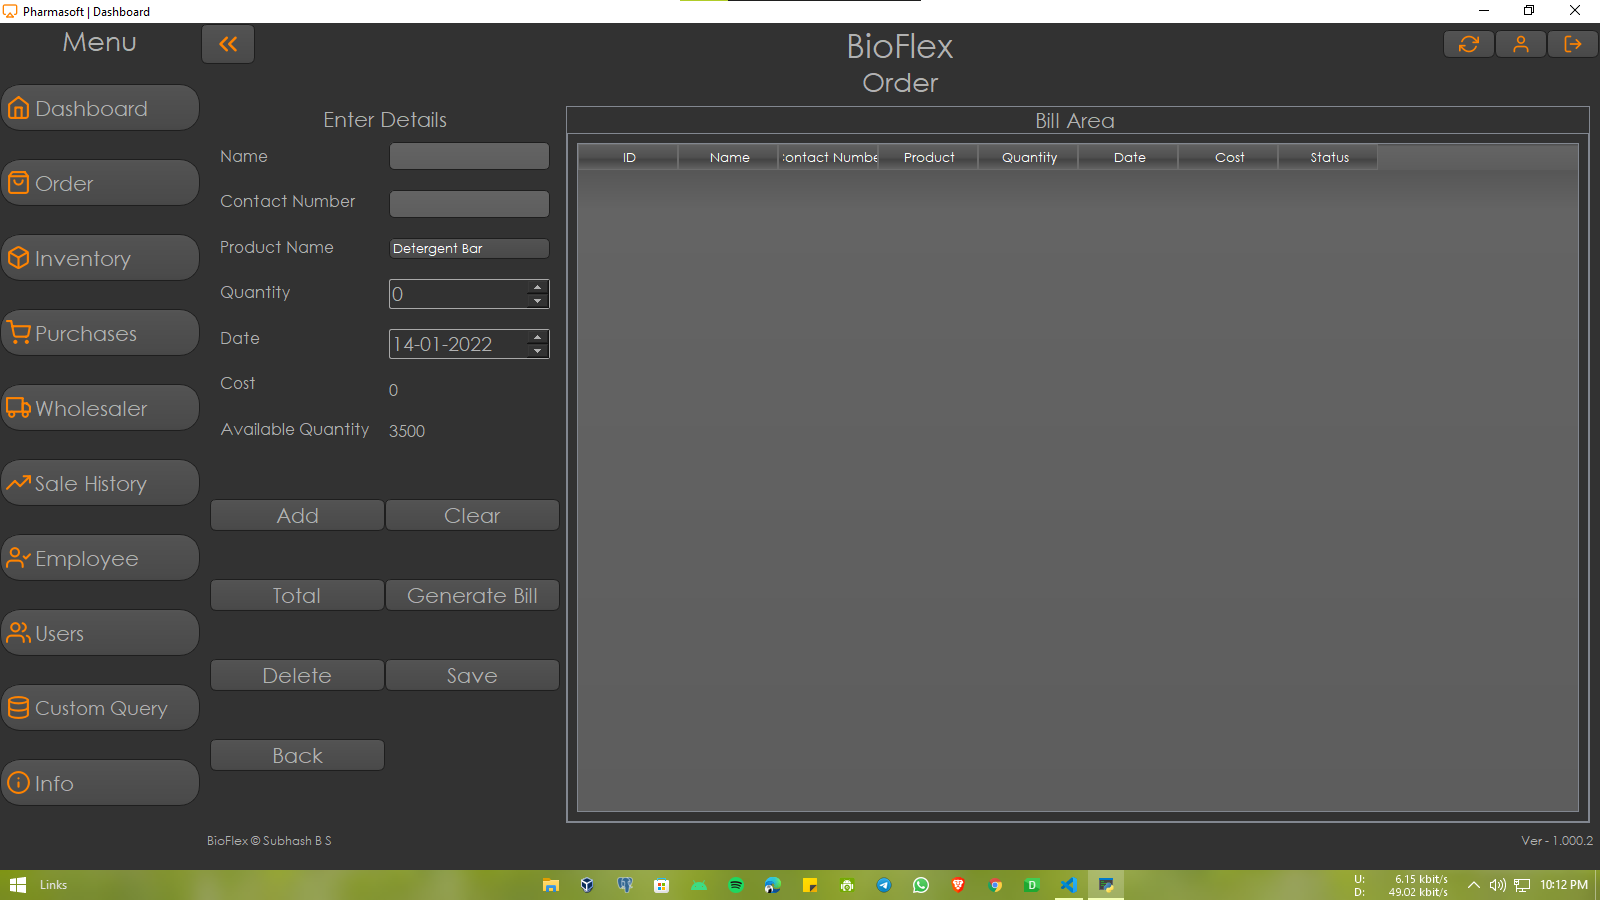 Pharmasoft | Dashboard
Menu
BioFlex
Order
Dashboard
Order
Inventory
Purchases
Wholesaler
Sale History
Employee
Users
Custom Query
Info
Enter Details
Name
Contact Number
Product Name Detergent Bar
Quantity 0
Date 14-01-2022
Cost 0
Available Quantity 3500
Add Clear
Total Generate Bill
Delete Save
Back
Bill Area
ID Name Contact Number Product Quantity Date Cost Status
BioFlex © Subhash B S
Ver - 1.000.2
Links
U: 6.15 kbit/s
D: 49.02 kbit/s
10:12 PM